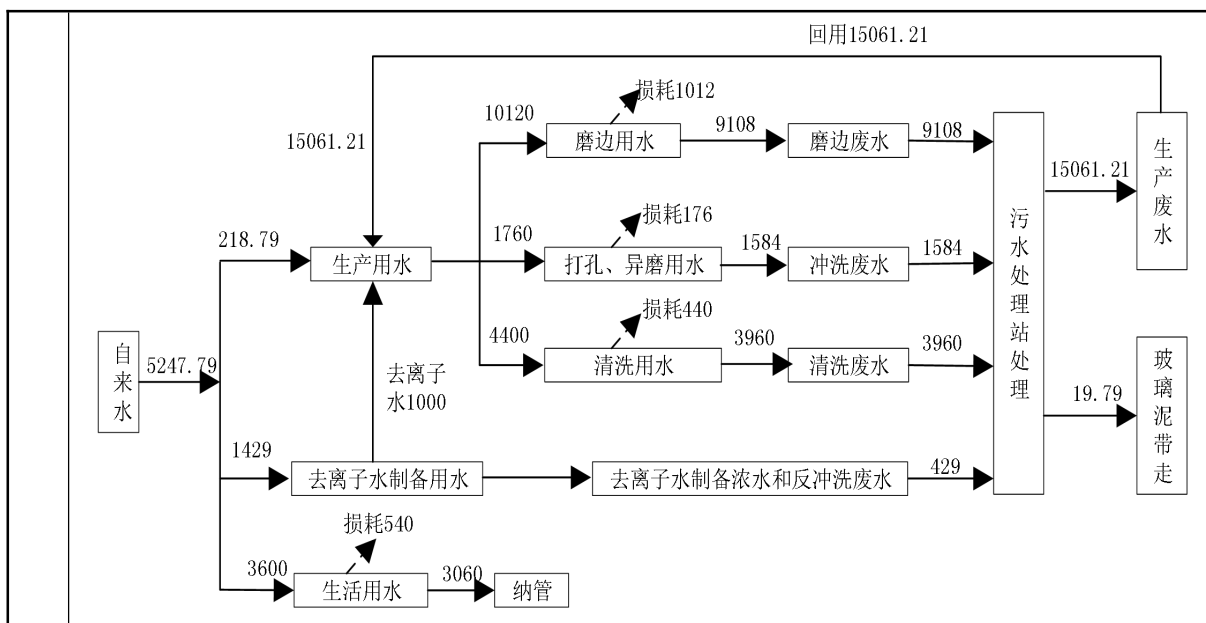 回用15061.21
损耗1012
10120
磨边用水
9108
磨边废水
9108
15061.21
15061.21
生产废水
218.79
生产用水
1760
损耗176
打孔、异磨用水
1584
冲洗废水
1584
污水处理站处理
4400
损耗440
清洗用水
3960
清洗废水
3960
自来水
5247.79
去离子
水1000
19.79
玻璃泥带走
1429
去离子水制备用水
去离子水制备浓水和反冲洗废水
429
损耗540
3600
生活用水
3060
纳管